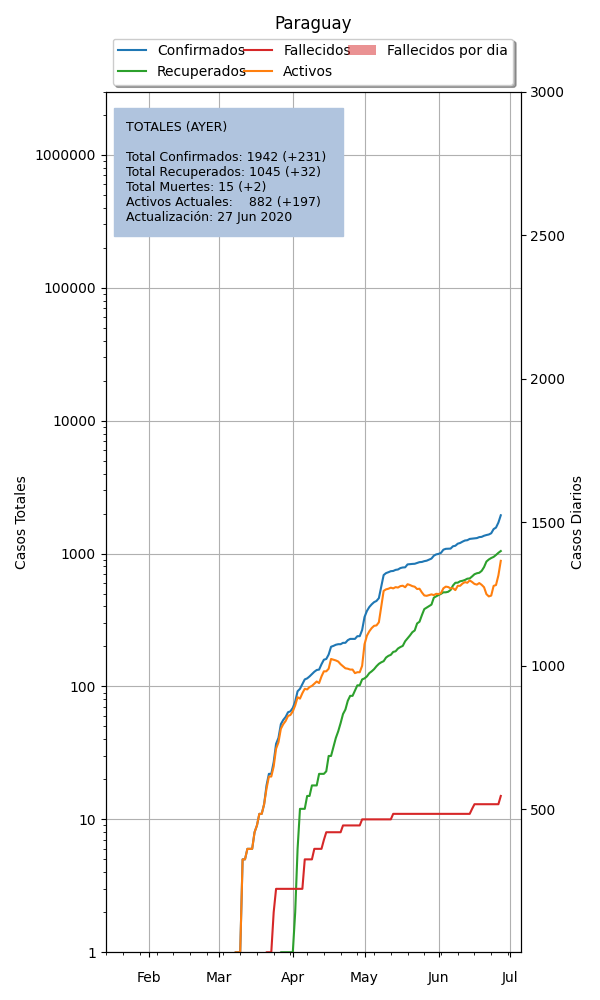 Paraguay
Confirmados
Recuperados
Fallecidos
Activos
Fallecidos por dia
TOTALES (AYER)
Total Confirmados: 1942 (+231)
Total Recuperados: 1045 (+32)
Total Muertes: 15 (+2)
Activos Actuales: 882 (+197)
Actualización: 27 Jun 2020
Casos Totales
1000000
100000
10000
1000
100
10
1
3000
2500
2000
1500
1000
500
Casos Diarios
Feb Mar Apr May Jun Jul